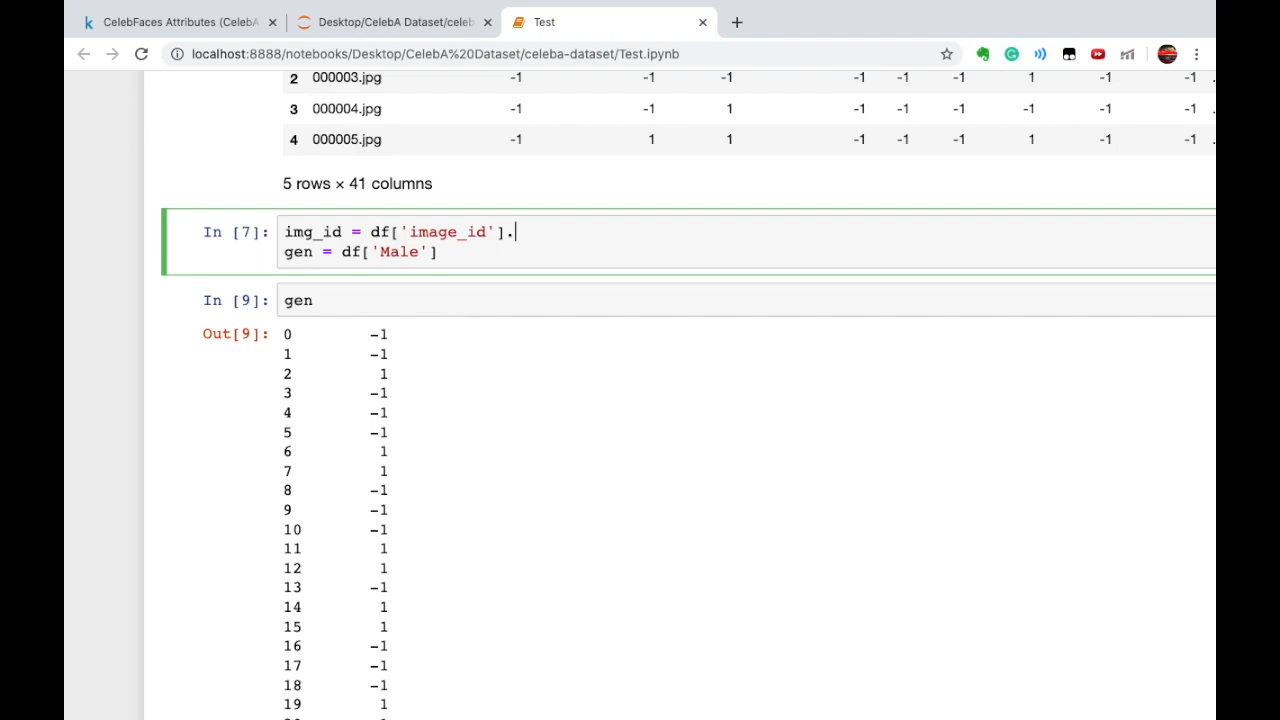 CelebFaces Attributes (CelebA
Desktop/CelebA Dataset/celeb
Test
localhost:8888/notebooks/Desktop/CelebA%20Dataset/celeba-dataset/Test.ipynb
2 000003.jpg -1 -1 -1 -1 -1 -1 1 -1 -1 .
3 000004.jpg -1 -1 1 -1 -1 -1 -1 -1 -1 .
4 000005.jpg -1 1 1 -1 -1 -1 1 -1 -1 .
5 rows × 41 columns
In [7]: img_id = df['image_id'].
gen = df['Male']
In [9]: gen
Out[9]: 0 -1
1 -1
2 1
3 -1
4 -1
5 -1
6 1
7 1
8 -1
9 -1
10 -1
11 1
12 1
13 -1
14 1
15 1
16 -1
17 -1
18 -1
19 1